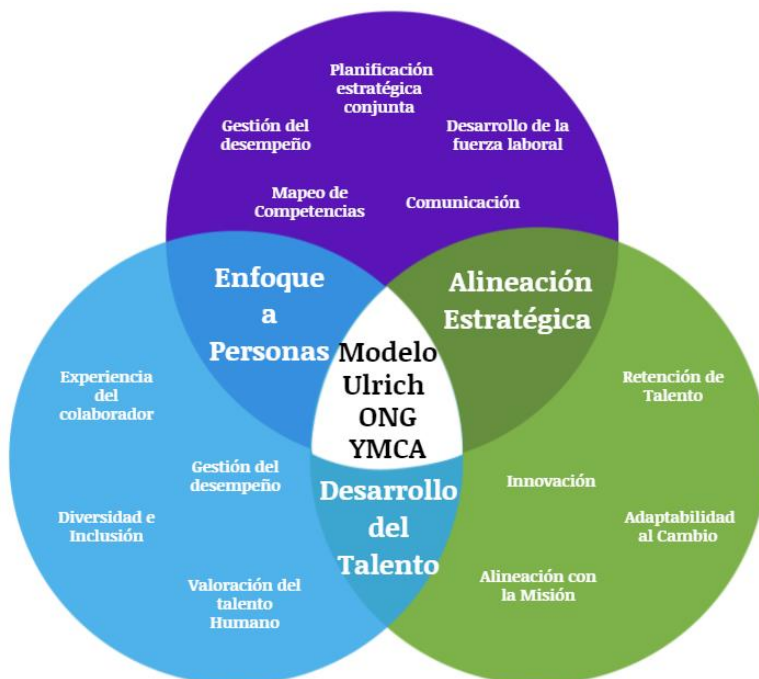 Planificación
estratégica
conjunta
Gestión del
desempeño
Desarrollo de la
fuerza laboral
Mapeo de
Competencias
Comunicación
Enfoque
a
Personas
Alineación
Estratégica
Modelo
Ulrich
ONG
YMCA
Experiencia
del
colaborador
Retención de
Talento
Gestión del
desempeño
Innovación
Desarrollo
del
Talento
Diversidad e
Inclusión
Adaptabilidad
al Cambio
Valoración del
talento
Humano
Alineación con
la Misión